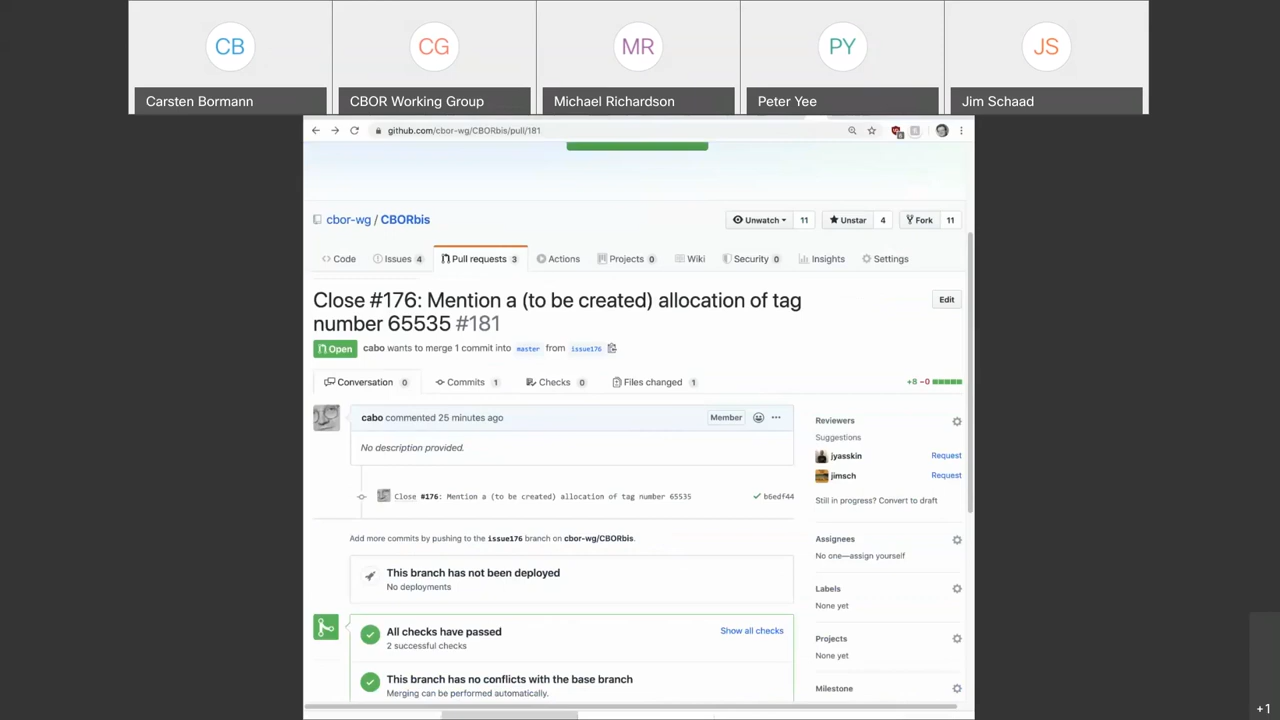 CB CG MR PY JS
Carsten Bormann CBOR Working Group Michael Richardson Peter Yee Jim Schaad
github.com/cbor-wg/CBORbis/pull/181
cbor-wg / CBORbis
Unwatch 11 Unstar 4 Fork 11
Code Issues 4 Pull requests 3 Actions Projects 0 Wiki Security 0 Insights Settings
Close #176: Mention a (to be created) allocation of tag
number 65535 #181
Edit
Open cabo wants to merge 1 commit into master from issue176
Conversation 0 Commits 1 Checks 0 Files changed 1 +8 −0
cabo commented 25 minutes ago Member
No description provided.
Close #176: Mention a (to be created) allocation of tag number 65535 b6edf44
Add more commits by pushing to the issue176 branch on cbor-wg/CBORbis.
This branch has not been deployed
No deployments
All checks have passed Show all checks
2 successful checks
This branch has no conflicts with the base branch
Merging can be performed automatically.
Reviewers
Suggestions
jyasskin Request
jimsch Request
Still in progress? Convert to draft
Assignees
No one—assign yourself
Labels
None yet
Projects
None yet
Milestone
+1